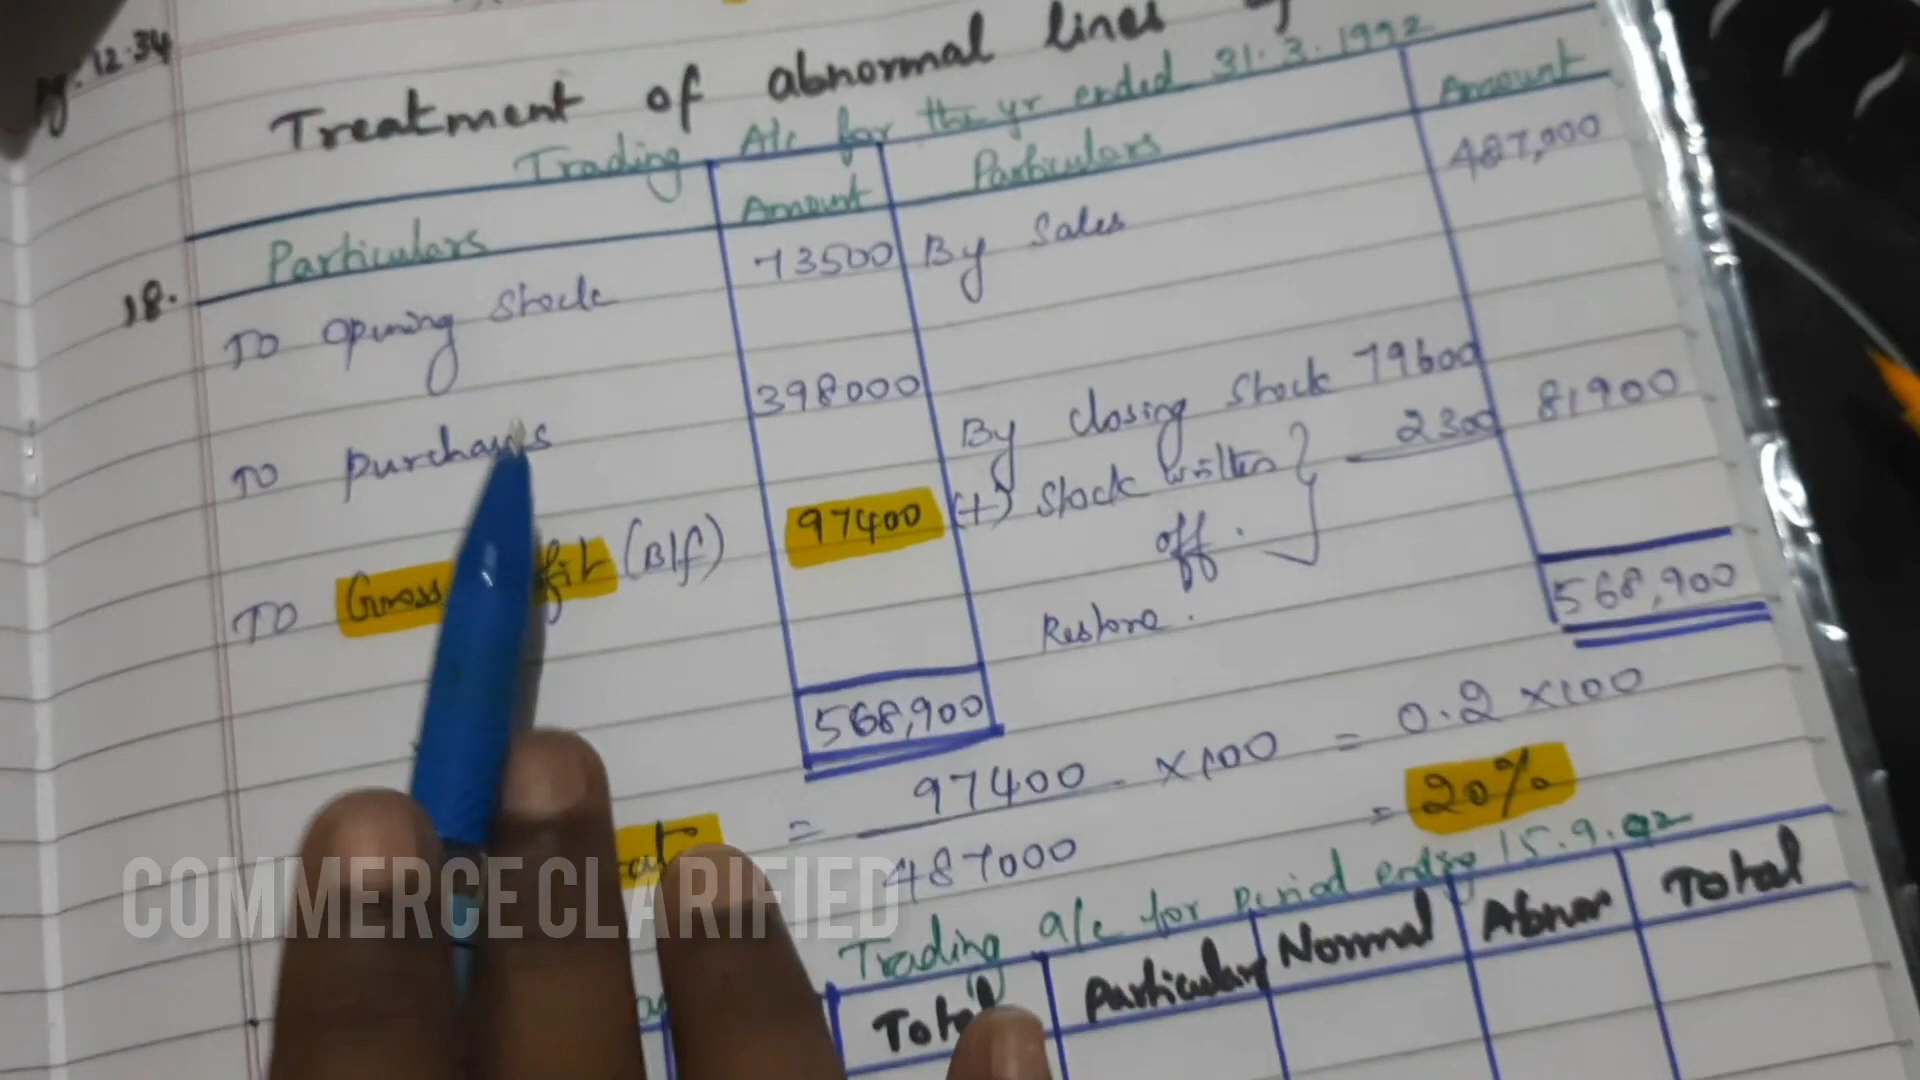 Pg. 12.34
Treatment of abnormal lines
Trading A/c for the yr ended 31.3.1992
Particulars Amount Particulars Amount
18.
To Opening Stock 73500 By Sales 487,000
To purchases 398000 By closing Stock 79600
(+) Stock written off. 2300 81900
To Gross (B/f) 97400
Restore.
568,900 568,900
= 97400 × 100 = 0.2 × 100
487000
= 20%
Trading a/c for period ending 15.9.92
Total Particulars Normal Abnor Total
COMMERCE CLARIFIED